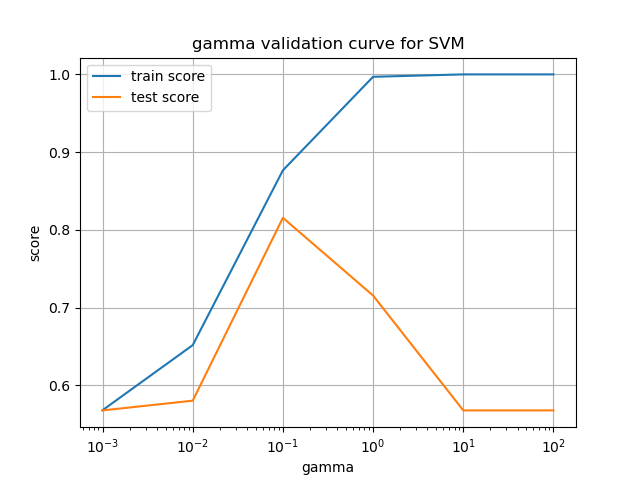 gamma validation curve for SVM
train score
test score
1.0
0.9
0.8
0.7
0.6
score
10⁻³ 10⁻² 10⁻¹ 10⁰ 10¹ 10²
gamma